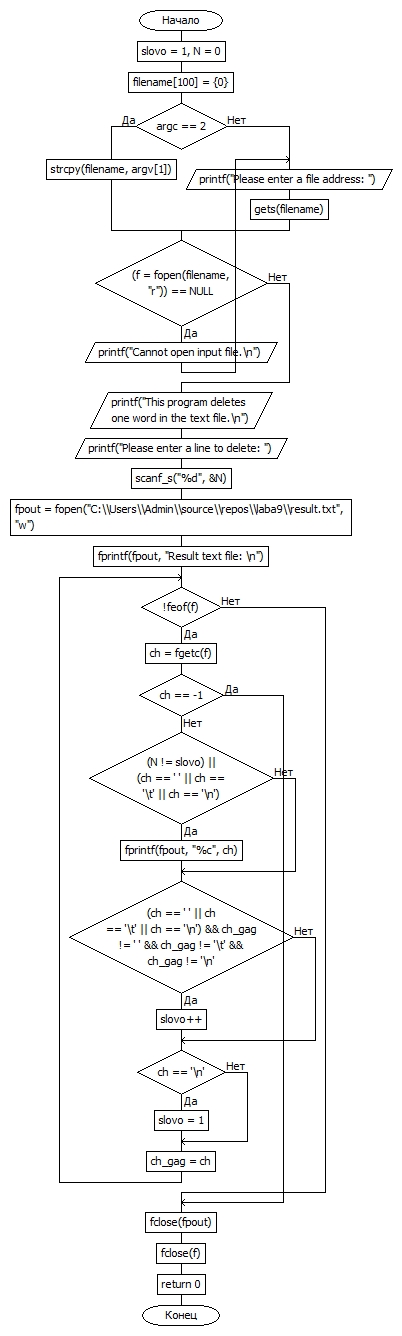 Начало
slovo = 1, N = 0
filename[100] = {0}
argc == 2
Да
Нет
strcpy(filename, argv[1])
printf("Please enter a file address: ")
gets(filename)
(f = fopen(filename,
"r")) == NULL
Нет
Да
printf("Cannot open input file.\n")
printf("This program deletes
one word in the text file.\n")
printf("Please enter a line to delete: ")
scanf_s("%d", &N)
fpout = fopen("C:\\Users\\Admin\\source\\repos\\laba9\\result.txt",
"w")
fprintf(fpout, "Result text file: \n")
!feof(f)
Нет
Да
ch = fgetc(f)
ch == -1
Да
Нет
(N != slovo) ||
(ch == ' ' || ch ==
'\t' || ch == '\n')
Нет
Да
fprintf(fpout, "%c", ch)
(ch == ' ' || ch
== '\t' || ch == '\n') && ch_gag
!= ' ' && ch_gag != '\t' &&
ch_gag != '\n'
Нет
Да
slovo++
ch == '\n'
Нет
Да
slovo = 1
ch_gag = ch
fclose(fpout)
fclose(f)
return 0
Конец